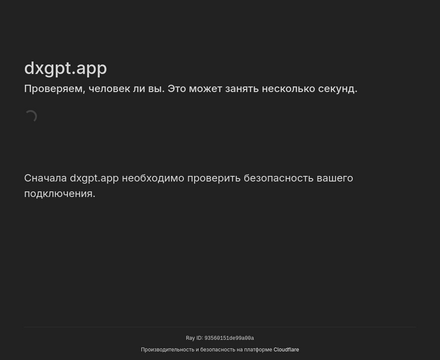 dxgpt.app
Проверяем, человек ли вы. Это может занять несколько секунд.
Сначала dxgpt.app необходимо проверить безопасность вашего
подключения.
Ray ID: 93569151de99a00a
Производительность и безопасность на платформе Cloudflare